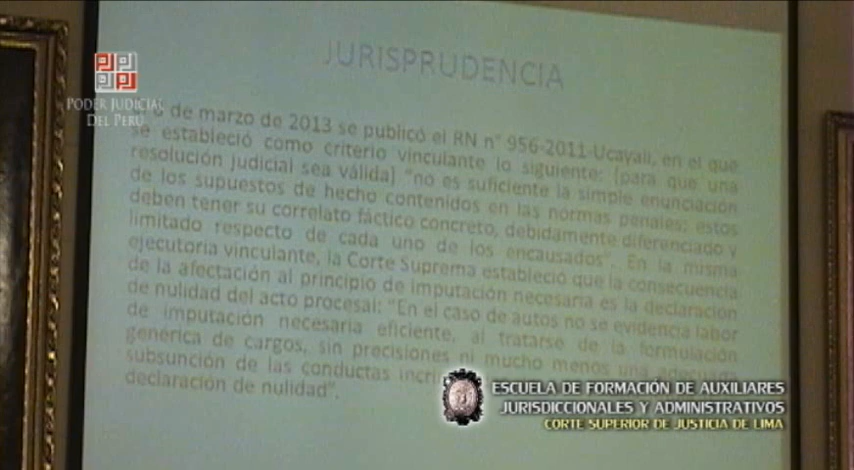 JURISPRUDENCIA
PODER JUDICIAL
DEL PERÚ
6 de marzo de 2013 se publicó el RN n° 956-2011-Ucayali, en el que
se estableció como criterio vinculante lo siguiente: [para que una
resolución judicial sea válida] "no es suficiente la simple enunciación
de los supuestos de hecho contenidos en las normas penales; estos
deben tener su correlato fáctico concreto, debidamente diferenciado y
limitado respecto de cada uno de los encausados". En la misma
ejecutoria vinculante, la Corte Suprema estableció que la consecuencia
de la afectación al principio de imputación necesaria es la declaración
de nulidad del acto procesal: "En el caso de autos no se evidencia labor
de imputación necesaria eficiente, al tratarse de la formulación
genérica de cargos, sin precisiones ni mucho menos una adecuada
subsunción de las conductas
declaración de nulidad".
ESCUELA DE FORMACIÓN DE AUXILIARES
JURISDICCIONALES Y ADMINISTRATIVOS
CORTE SUPERIOR DE JUSTICIA DE LIMA